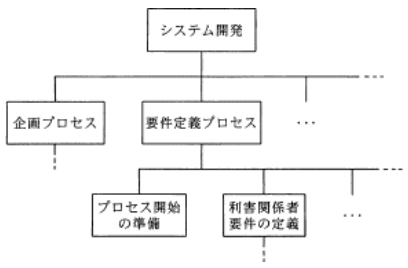 システム開発
企画プロセス
要件定義プロセス
...
プロセス開始
の準備
利害関係者
要件の定義
...